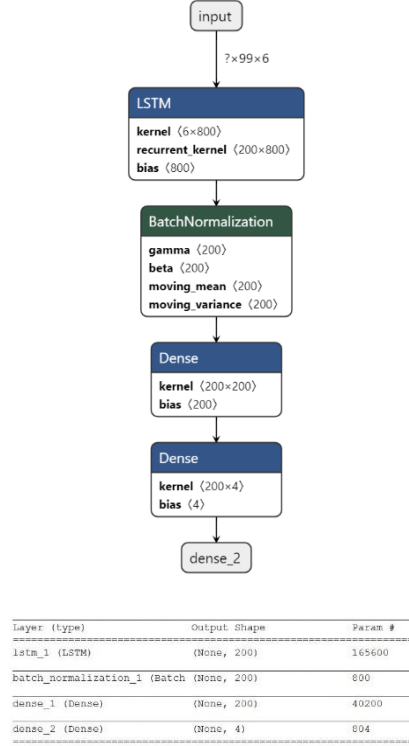 input
?×99×6
LSTM
kernel ⟨6×800⟩
recurrent_kernel ⟨200×800⟩
bias ⟨800⟩
BatchNormalization
gamma ⟨200⟩
beta ⟨200⟩
moving_mean ⟨200⟩
moving_variance ⟨200⟩
Dense
kernel ⟨200×200⟩
bias ⟨200⟩
Dense
kernel ⟨200×4⟩
bias ⟨4⟩
dense_2
Layer (type) Output Shape Param #
lstm_1 (LSTM) (None, 200) 165600
batch_normalization_1 (Batch (None, 200) 800
dense_1 (Dense) (None, 200) 40200
dense_2 (Dense) (None, 4) 804